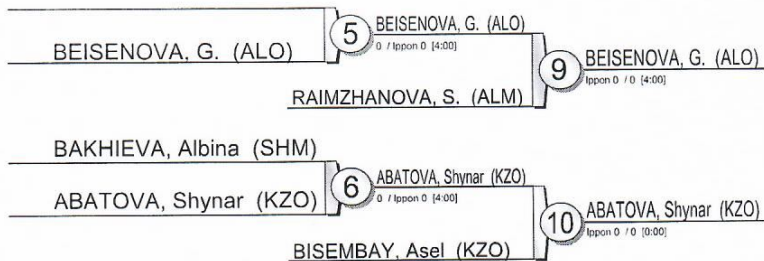 BEISENOVA, G. (ALO)
5
BEISENOVA, G. (ALO)
0 / Ippon 0 [4:00]
RAIMZHANOVA, S. (ALM)
9
BEISENOVA, G. (ALO)
Ippon 0 / 0 [4:00]
BAKHIEVA, Albina (SHM)
ABATOVA, Shynar (KZO)
6
ABATOVA, Shynar (KZO)
0 / Ippon 0 [4:00]
BISEMBAY, Asel (KZO)
10
ABATOVA, Shynar (KZO)
Ippon 0 / 0 [0:00]